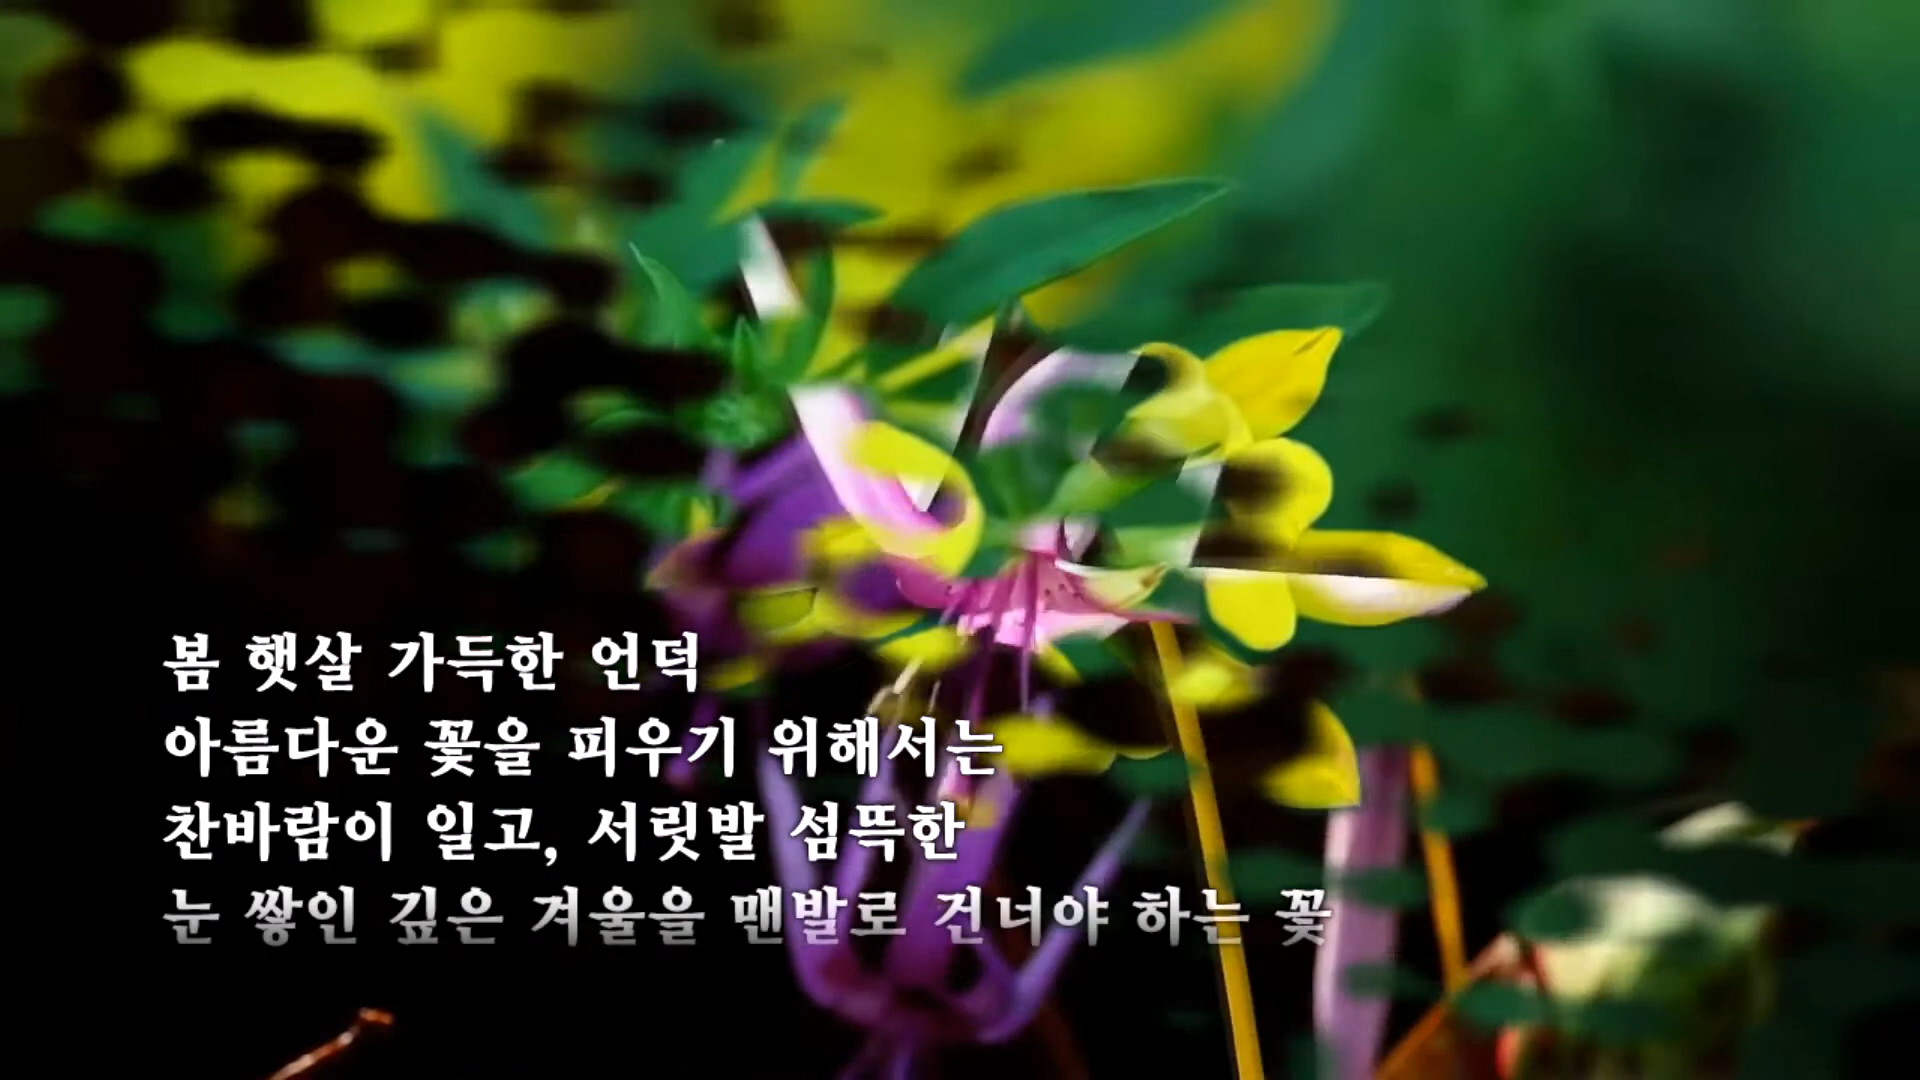 봄 햇살 가득한 언덕
아름다운 꽃을 피우기 위해서는
찬바람이 일고, 서릿발 섬뜩한
눈 쌓인 깊은 겨울을 맨발로 건너야 하는 꽃